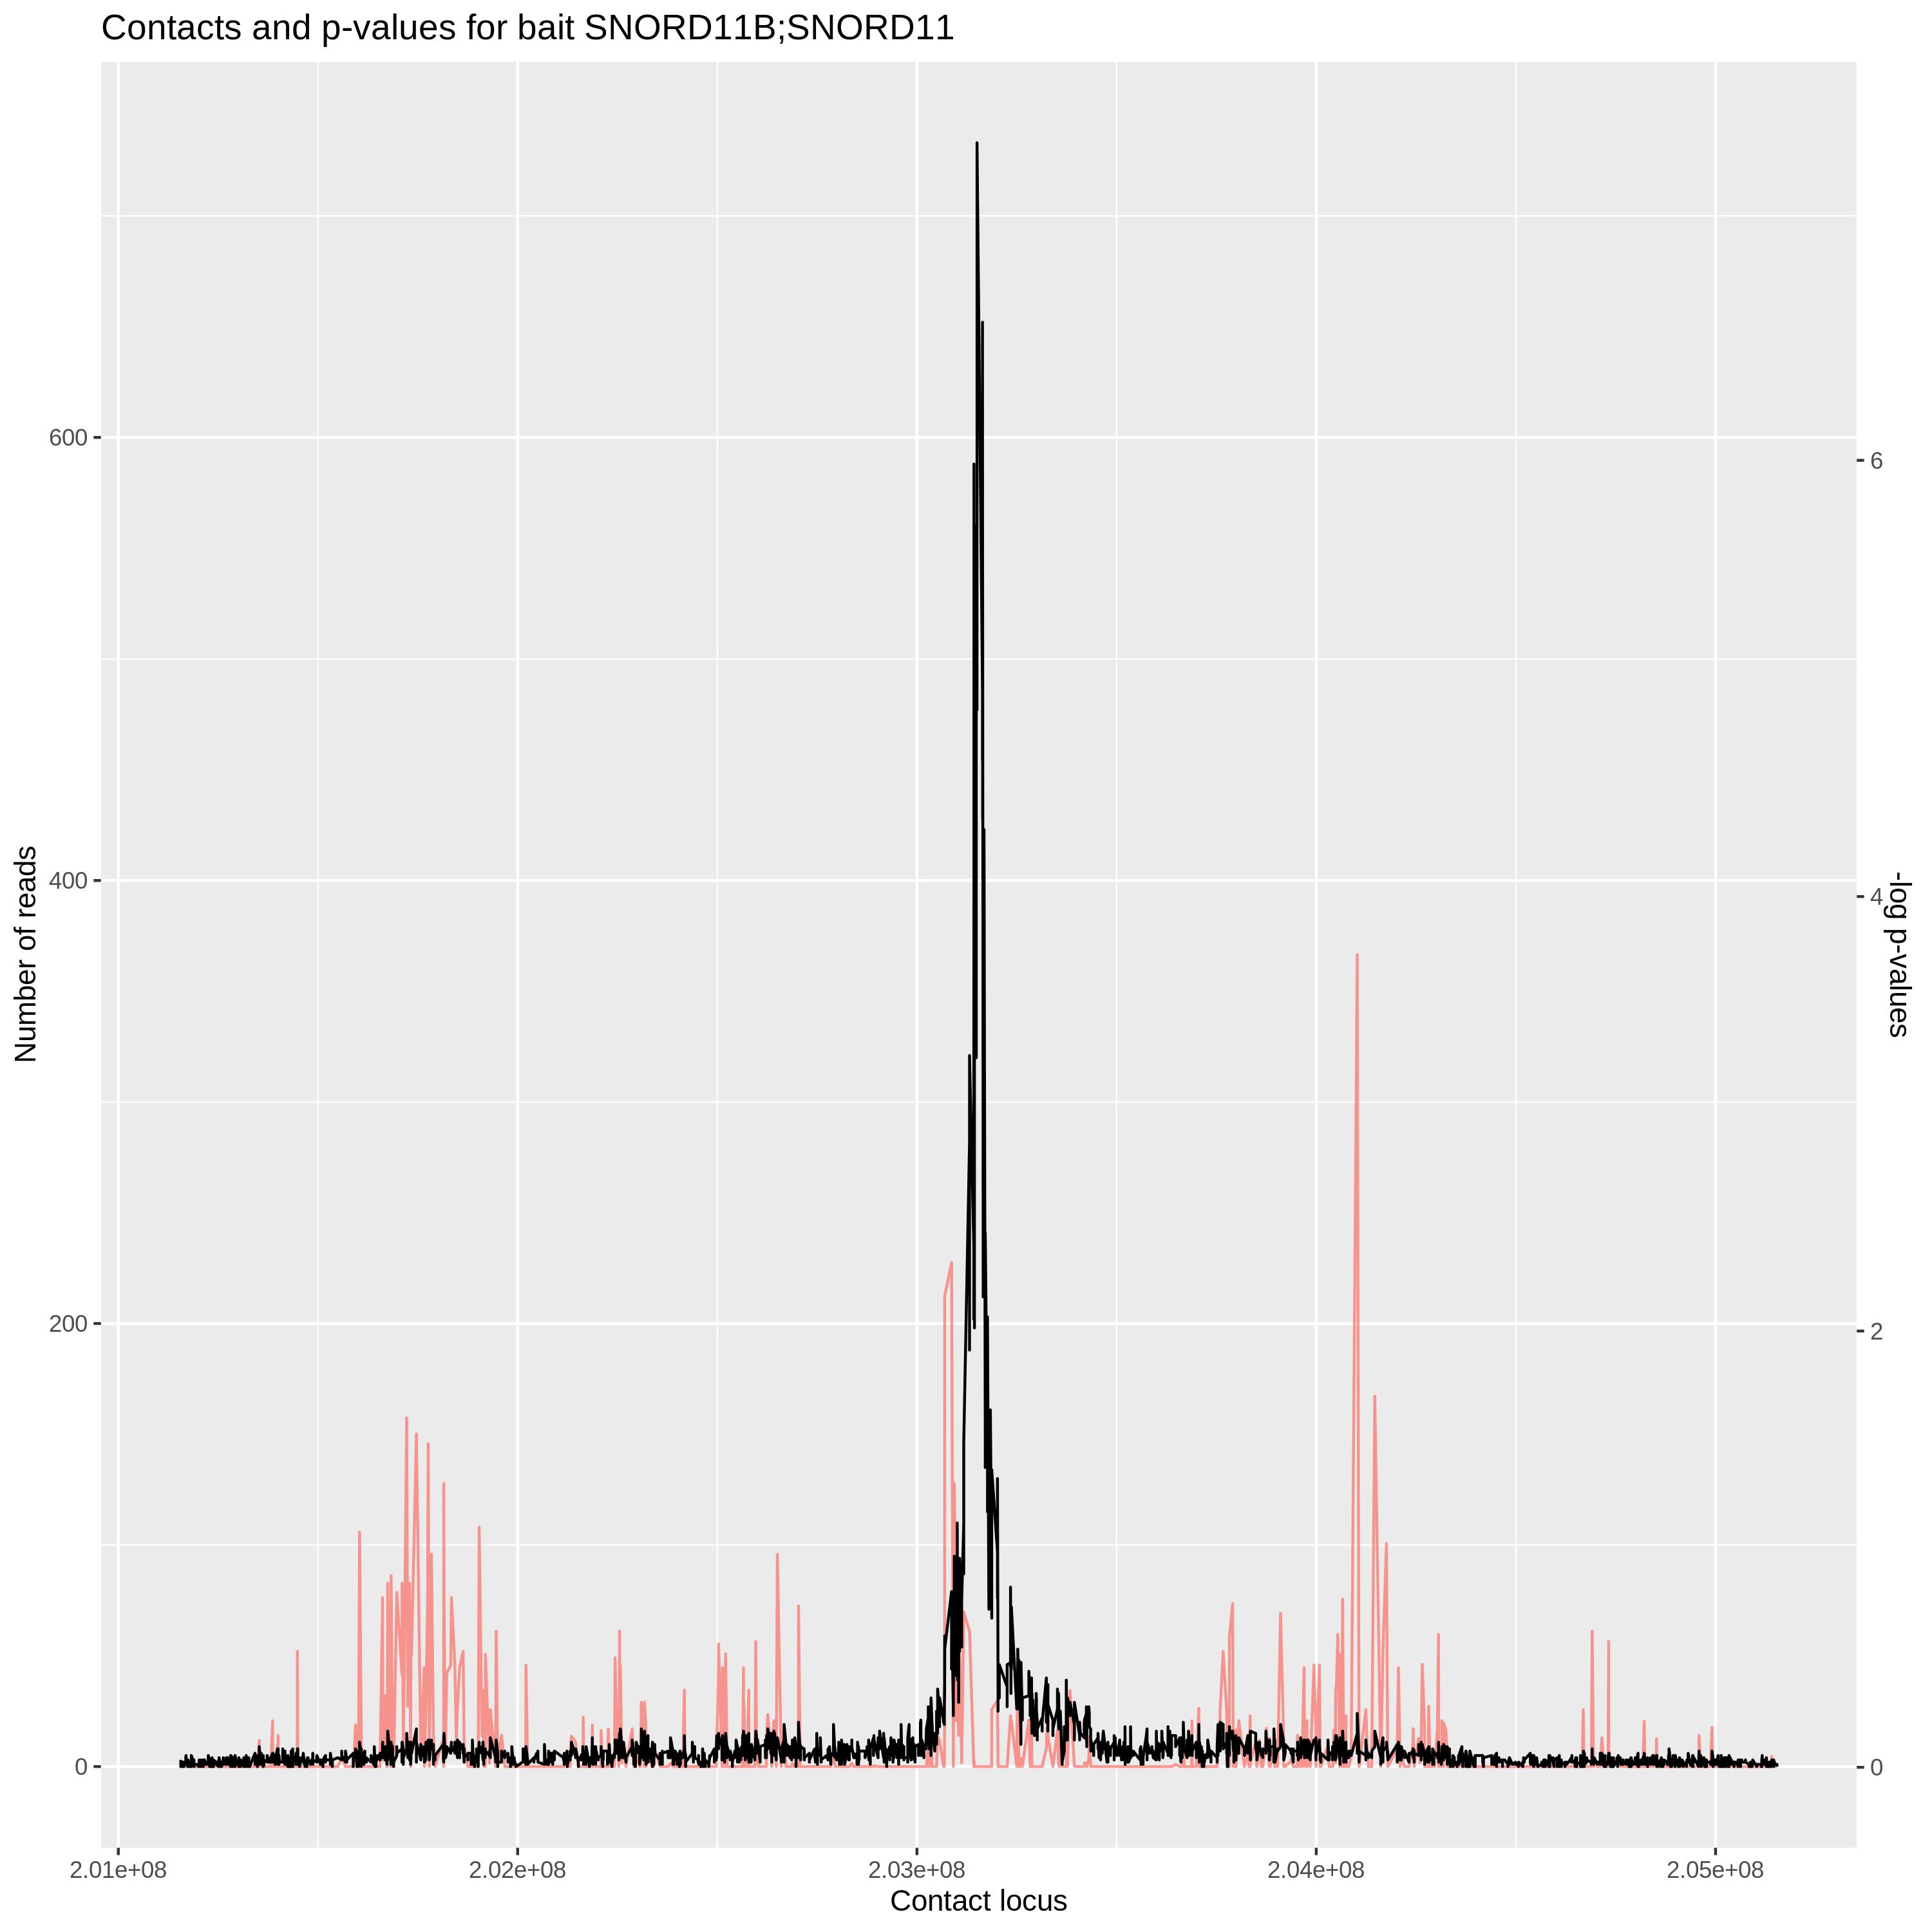 Contacts and p-values for bait SNORD11B;SNORD11
Number of reads
600
400
200
0
6
4
2
0
-log p-values
2.01e+08 2.02e+08 2.03e+08 2.04e+08 2.05e+08
Contact locus